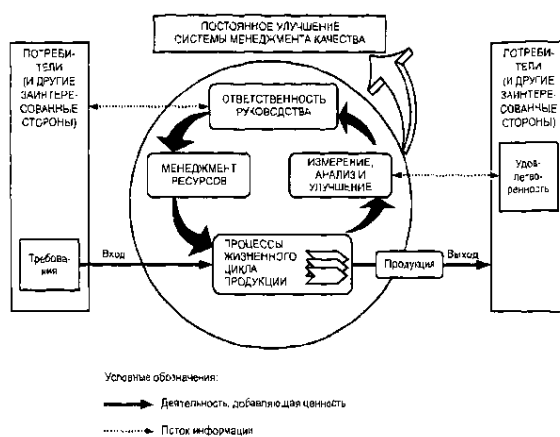 ПОСТОЯННОЕ УЛУЧШЕНИЕ
СИСТЕМЫ МЕНЕДЖМЕНТА КАЧЕСТВА
ПОТРЕБИ-
ТЕЛИ
(И ДРУГИЕ
ЗАИНТЕРЕ-
СОВАННЫЕ
СТОРОНЫ)
Требова-
ния
Вход
ОТВЕТСТВЕННОСТЬ
РУКОВОДСТВА
МЕНЕДЖМЕНТ
РЕСУРСОВ
ИЗМЕРЕНИЕ,
АНАЛИЗ И
УЛУЧШЕНИЕ
ПРОЦЕССЫ
ЖИЗНЕННОГО
ЦИКЛА
ПРОДУКЦИИ
Продукция
Выход
ПОТРЕБИ-
ТЕЛИ
(И ДРУГИЕ
ЗАИНТЕРЕ-
СОВАННЫЕ
СТОРОНЫ)
Удов-
летво-
ренность
Условные обозначения:
Деятельность, добавляющая ценность
Поток информации